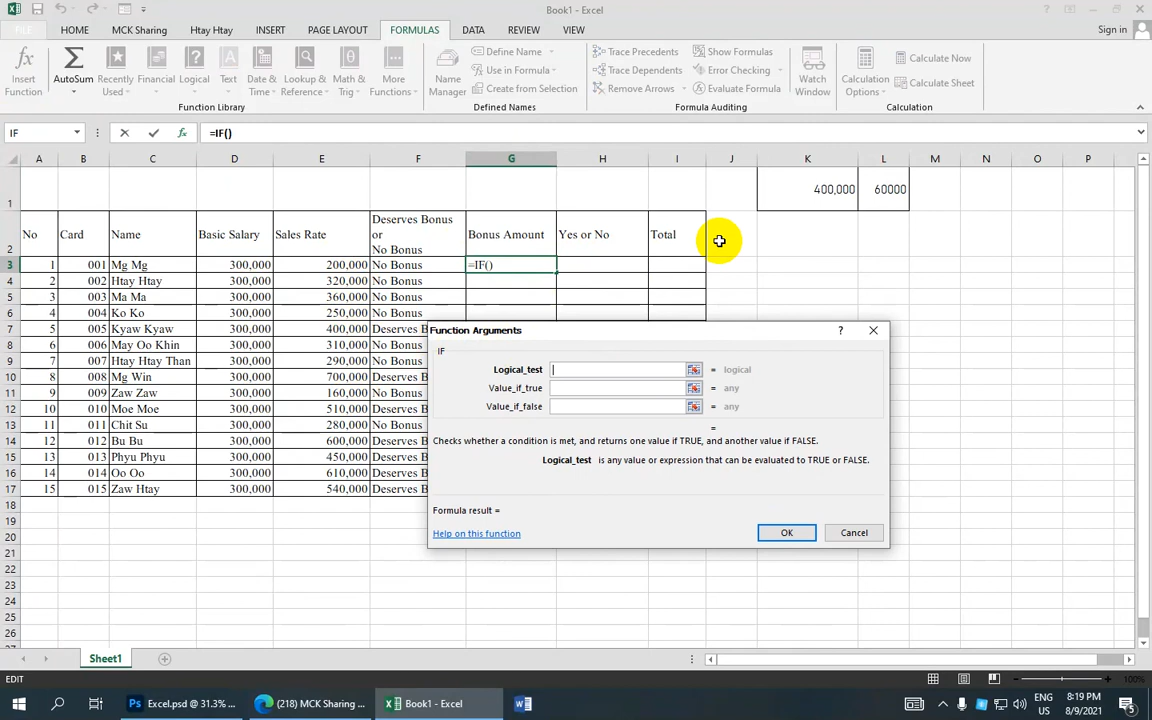 Book1 - Excel
FILE HOME MCK Sharing Htay Htay INSERT PAGE LAYOUT FORMULAS DATA REVIEW VIEW Sign in
Insert Function
AutoSum
Recently Used
Financial
Logical
Text
Date & Time
Lookup & Reference
Math & Trig
More Functions
Function Library
Name Manager
Define Name
Use in Formula
Create from Selection
Defined Names
Trace Precedents
Trace Dependents
Remove Arrows
Show Formulas
Error Checking
Evaluate Formula
Formula Auditing
Watch Window
Calculation Options
Calculate Now
Calculate Sheet
Calculation
IF =IF()
A B C D E F G H I J K L M N O P
1 400,000 60000
2 No Card Name Basic Salary Sales Rate Deserves Bonus or No Bonus Bonus Amount Yes or No Total
3 1 001 Mg Mg 300,000 200,000 No Bonus =IF()
4 2 002 Htay Htay 300,000 320,000 No Bonus
5 3 003 Ma Ma 300,000 360,000 No Bonus
6 4 004 Ko Ko 300,000 250,000 No Bonus
7 5 005 Kyaw Kyaw 300,000 400,000 Deserves B
8 6 006 May Oo Khin 300,000 310,000 No Bonus
9 7 007 Htay Htay Than 300,000 290,000 No Bonus
10 8 008 Mg Win 300,000 700,000 Deserves B
11 9 009 Zaw Zaw 300,000 160,000 No Bonus
12 10 010 Moe Moe 300,000 510,000 Deserves B
13 11 011 Chit Su 300,000 280,000 No Bonus
14 12 012 Bu Bu 300,000 600,000 Deserves B
15 13 013 Phyu Phyu 300,000 450,000 Deserves B
16 14 014 Oo Oo 300,000 610,000 Deserves B
17 15 015 Zaw Htay 300,000 540,000 Deserves B
18
19
20
21
22
23
24
25
26
Function Arguments
IF
Logical_test = logical
Value_if_true = any
Value_if_false = any
=
Checks whether a condition is met, and returns one value if TRUE, and another value if FALSE.
Logical_test is any value or expression that can be evaluated to TRUE or FALSE.
Formula result =
Help on this function
OK Cancel
Sheet1
EDIT 100%
Excel.psd @ 31.3% ...
(218) MCK Sharing ...
Book1 - Excel
ENG US
8:19 PM
8/9/2021
5